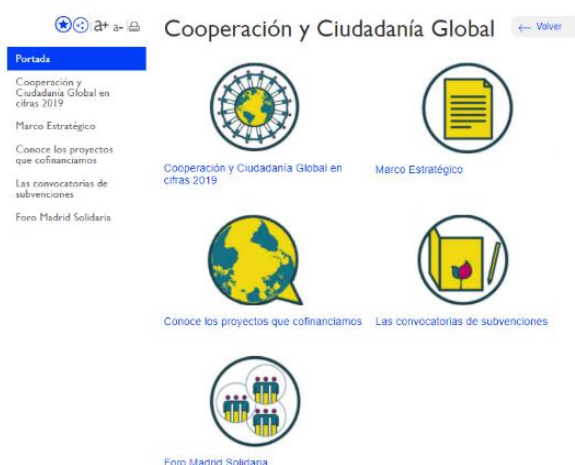 a+ a-
Cooperación y Ciudadanía Global
← Volver
Portada
Cooperación y
Ciudadanía Global en
cifras 2019
Marco Estratégico
Conoce los proyectos
que cofinanciamos
Las convocatorias de
subvenciones
Foro Madrid Solidaria
Cooperación y Ciudadanía Global en
cifras 2019
Marco Estratégico
Conoce los proyectos que cofinanciamos
Las convocatorias de subvenciones
Foro Madrid Solidaria